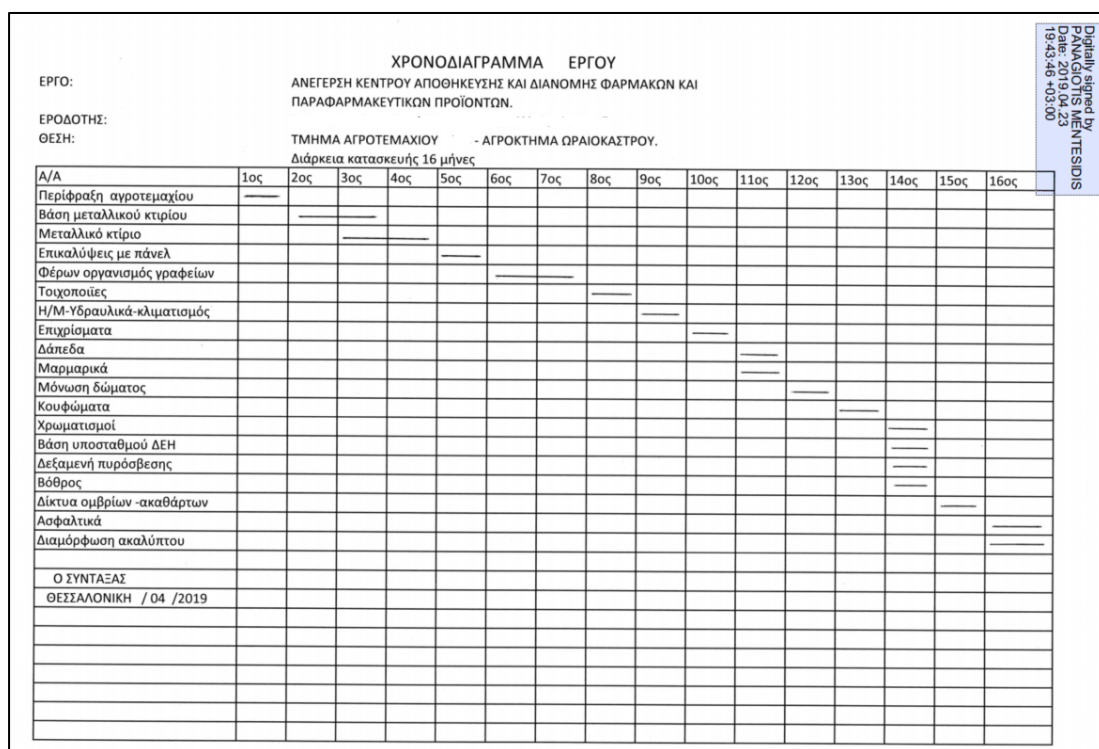 Digitally signed by
PANAGIOTIS MENTESIDIS
Date: 2019.04.23
19:43:46 +03:00
ΧΡΟΝΟΔΙΑΓΡΑΜΜΑ ΕΡΓΟΥ
ΕΡΓΟ: ΑΝΕΓΕΡΣΗ ΚΕΝΤΡΟΥ ΑΠΟΘΗΚΕΥΣΗΣ ΚΑΙ ΔΙΑΝΟΜΗΣ ΦΑΡΜΑΚΩΝ ΚΑΙ
ΠΑΡΑΦΑΡΜΑΚΕΥΤΙΚΩΝ ΠΡΟΪΟΝΤΩΝ.
ΕΡΟΔΟΤΗΣ:
ΘΕΣΗ: ΤΜΗΜΑ ΑΓΡΟΤΕΜΑΧΙΟΥ - ΑΓΡΟΚΤΗΜΑ ΩΡΑΙΟΚΑΣΤΡΟΥ.
Διάρκεια κατασκευής 16 μήνες
Α/Α 1ος 2ος 3ος 4ος 5ος 6ος 7ος 8ος 9ος 10ος 11ος 12ος 13ος 14ος 15ος 16ος
Περίφραξη αγροτεμαχίου
Βάση μεταλλικού κτιρίου
Μεταλλικό κτίριο
Επικαλύψεις με πάνελ
Φέρων οργανισμός γραφείων
Τοιχοποιϊες
Η/Μ-Υδραυλικά-κλιματισμός
Επιχρίσματα
Δάπεδα
Μαρμαρικά
Μόνωση δώματος
Κουφώματα
Χρωματισμοί
Βάση υποσταθμού ΔΕΗ
Δεξαμενή πυρόσβεσης
Βόθρος
Δίκτυα ομβρίων -ακαθάρτων
Ασφαλτικά
Διαμόρφωση ακαλύπτου
Ο ΣΥΝΤΑΞΑΣ
ΘΕΣΣΑΛΟΝΙΚΗ / 04 /2019